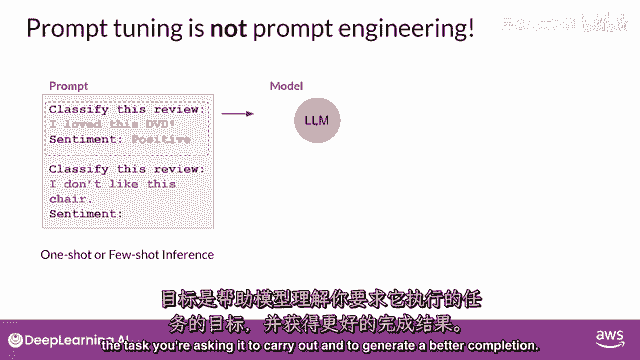 Prompt tuning is not prompt engineering!
Prompt
Model
Classify this review:
I loved this DVD!
Sentiment: Positive
Classify this review:
I don't like this
chair.
Sentiment:
LLM
One-shot or Few-shot Inference
目标是帮助模型理解你要求它执行的任
务的目标，并获得更好的完成结果。
the task you're asking it to carry out and to generate a better completion.
DeepLearning.AI
aws